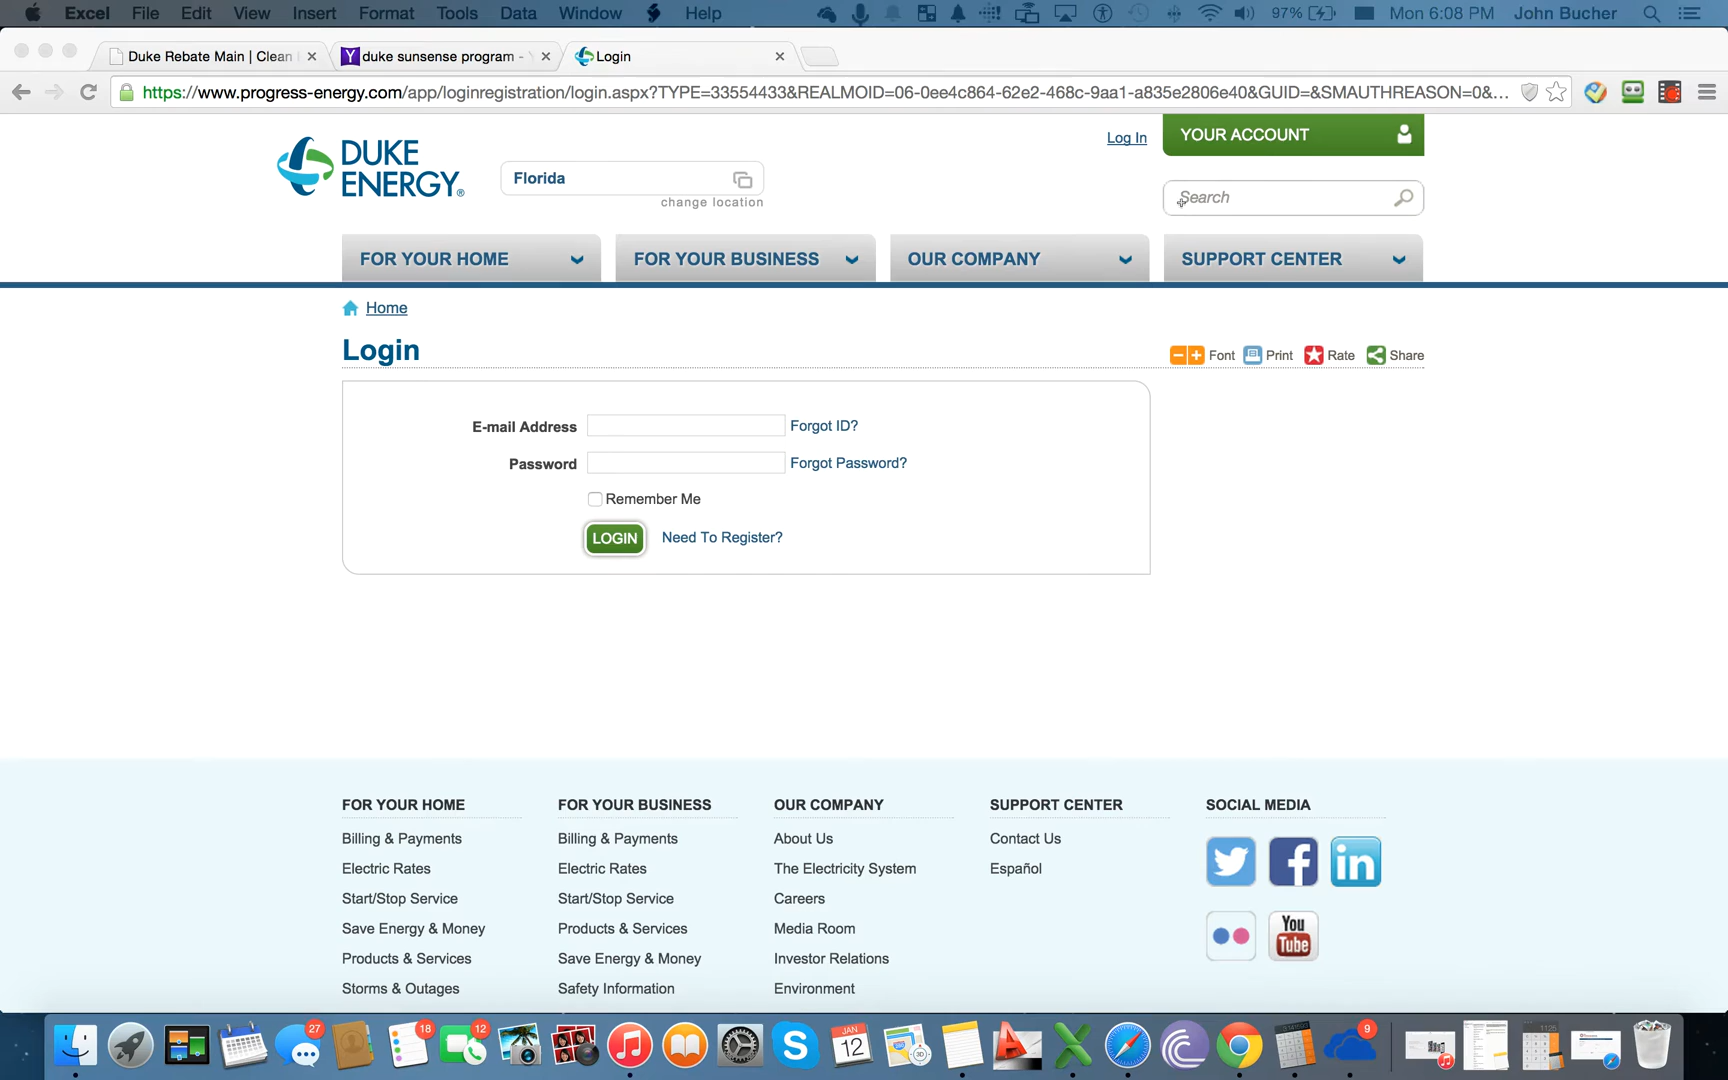 Excel File Edit View Insert Format Tools Data Window Help 97% Mon 6:08 PM John Bucher
Duke Rebate Main | Clean duke sunsense program - Login
https://www.progress-energy.com/app/loginregistration/login.aspx?TYPE=33554433&REALMOID=06-0ee4c864-62e2-468c-9aa1-a835e2806e40&GUID=&SMAUTHREASON=0&...
Log In YOUR ACCOUNT
DUKE
ENERGY®
Florida
change location
Search
FOR YOUR HOME FOR YOUR BUSINESS OUR COMPANY SUPPORT CENTER
Home
Login
Font Print Rate Share
E-mail Address Forgot ID?
Password Forgot Password?
Remember Me
LOGIN Need To Register?
FOR YOUR HOME FOR YOUR BUSINESS OUR COMPANY SUPPORT CENTER SOCIAL MEDIA
Billing & Payments Billing & Payments About Us Contact Us
Electric Rates Electric Rates The Electricity System Español
Start/Stop Service Start/Stop Service Careers
Save Energy & Money Products & Services Media Room
Products & Services Save Energy & Money Investor Relations
Storms & Outages Safety Information Environment
You
Tube
27 18 12 JAN 12 9